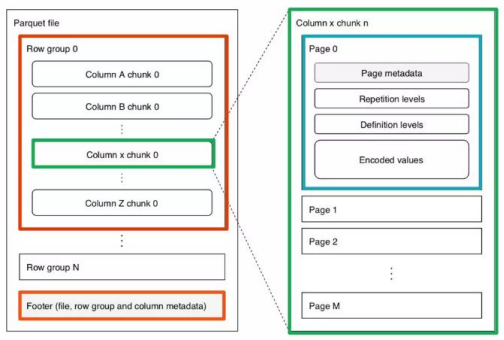 Parquet file
Row group 0
Column A chunk 0
Column B chunk 0
Column x chunk 0
Column Z chunk 0
Row group N
Footer (file, row group and column metadata)
Column x chunk n
Page 0
Page metadata
Repetition levels
Definition levels
Encoded values
Page 1
Page 2
Page M